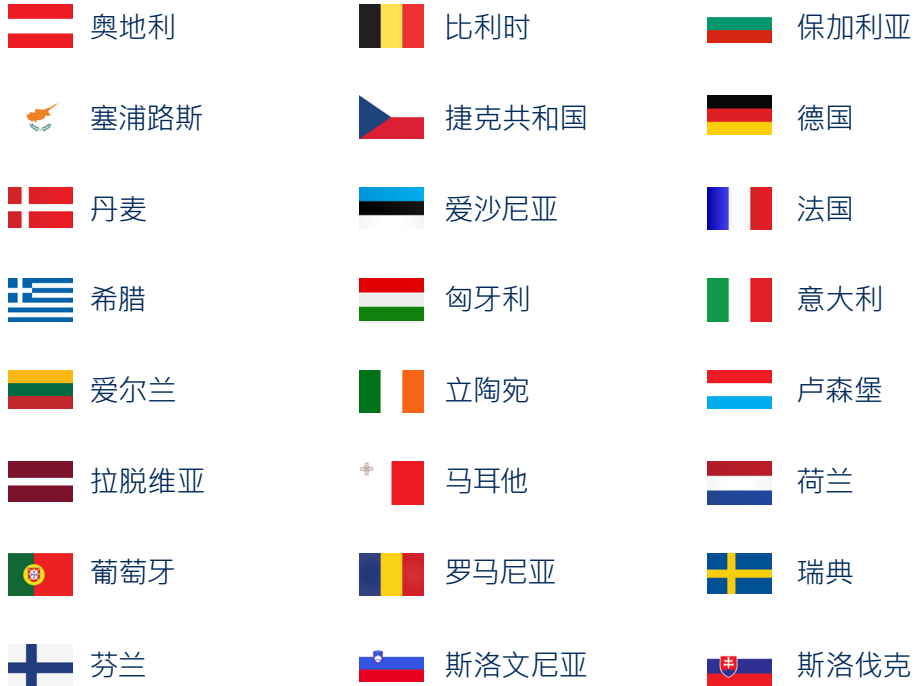 奥地利 比利时 保加利亚
塞浦路斯 捷克共和国 德国
丹麦 爱沙尼亚 法国
希腊 匈牙利 意大利
爱尔兰 立陶宛 卢森堡
拉脱维亚 马耳他 荷兰
葡萄牙 罗马尼亚 瑞典
芬兰 斯洛文尼亚 斯洛伐克